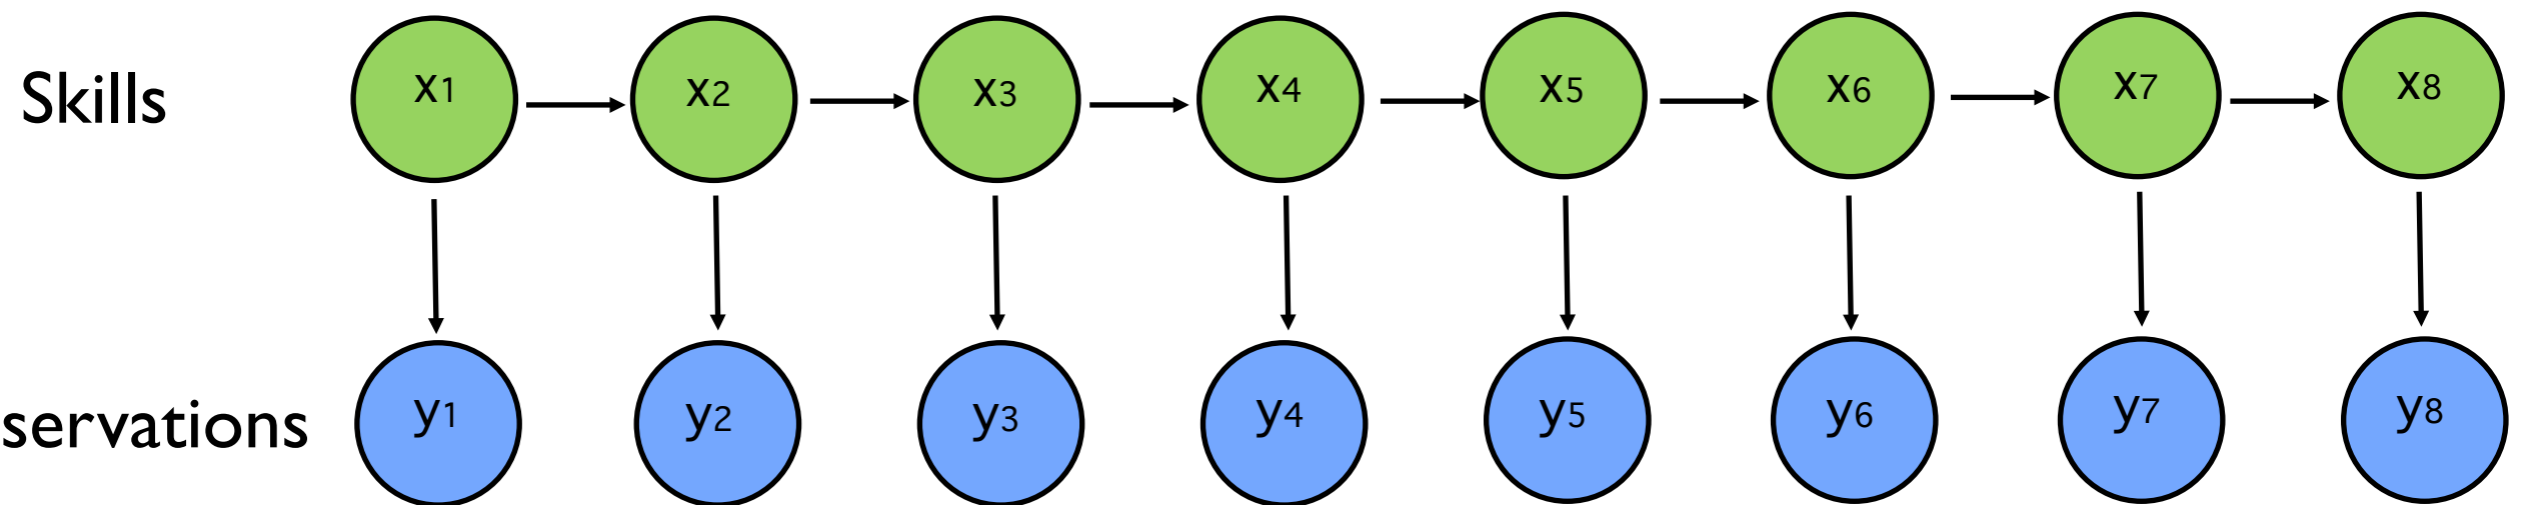 Skills x1 x2 x3 x4 x5 x6 x7 x8
servations y1 y2 y3 y4 y5 y6 y7 y8